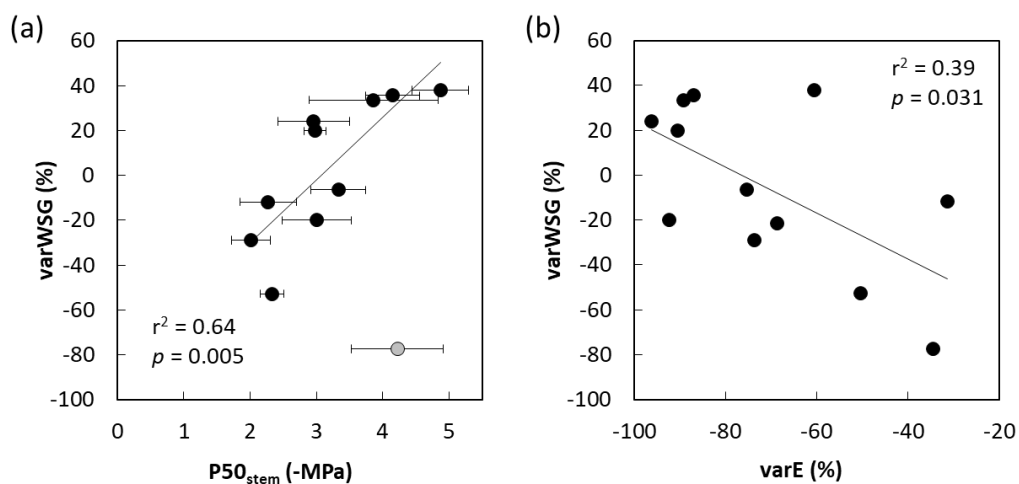 (a)
60
40
20
0
-20
-40
-60
-80
-100
varWSG (%)
r² = 0.64
p = 0.005
0 1 2 3 4 5
P50stem (-MPa)
(b)
60
40
20
0
-20
-40
-60
-80
-100
varWSG (%)
r² = 0.39
p = 0.031
-100 -80 -60 -40 -20
varE (%)